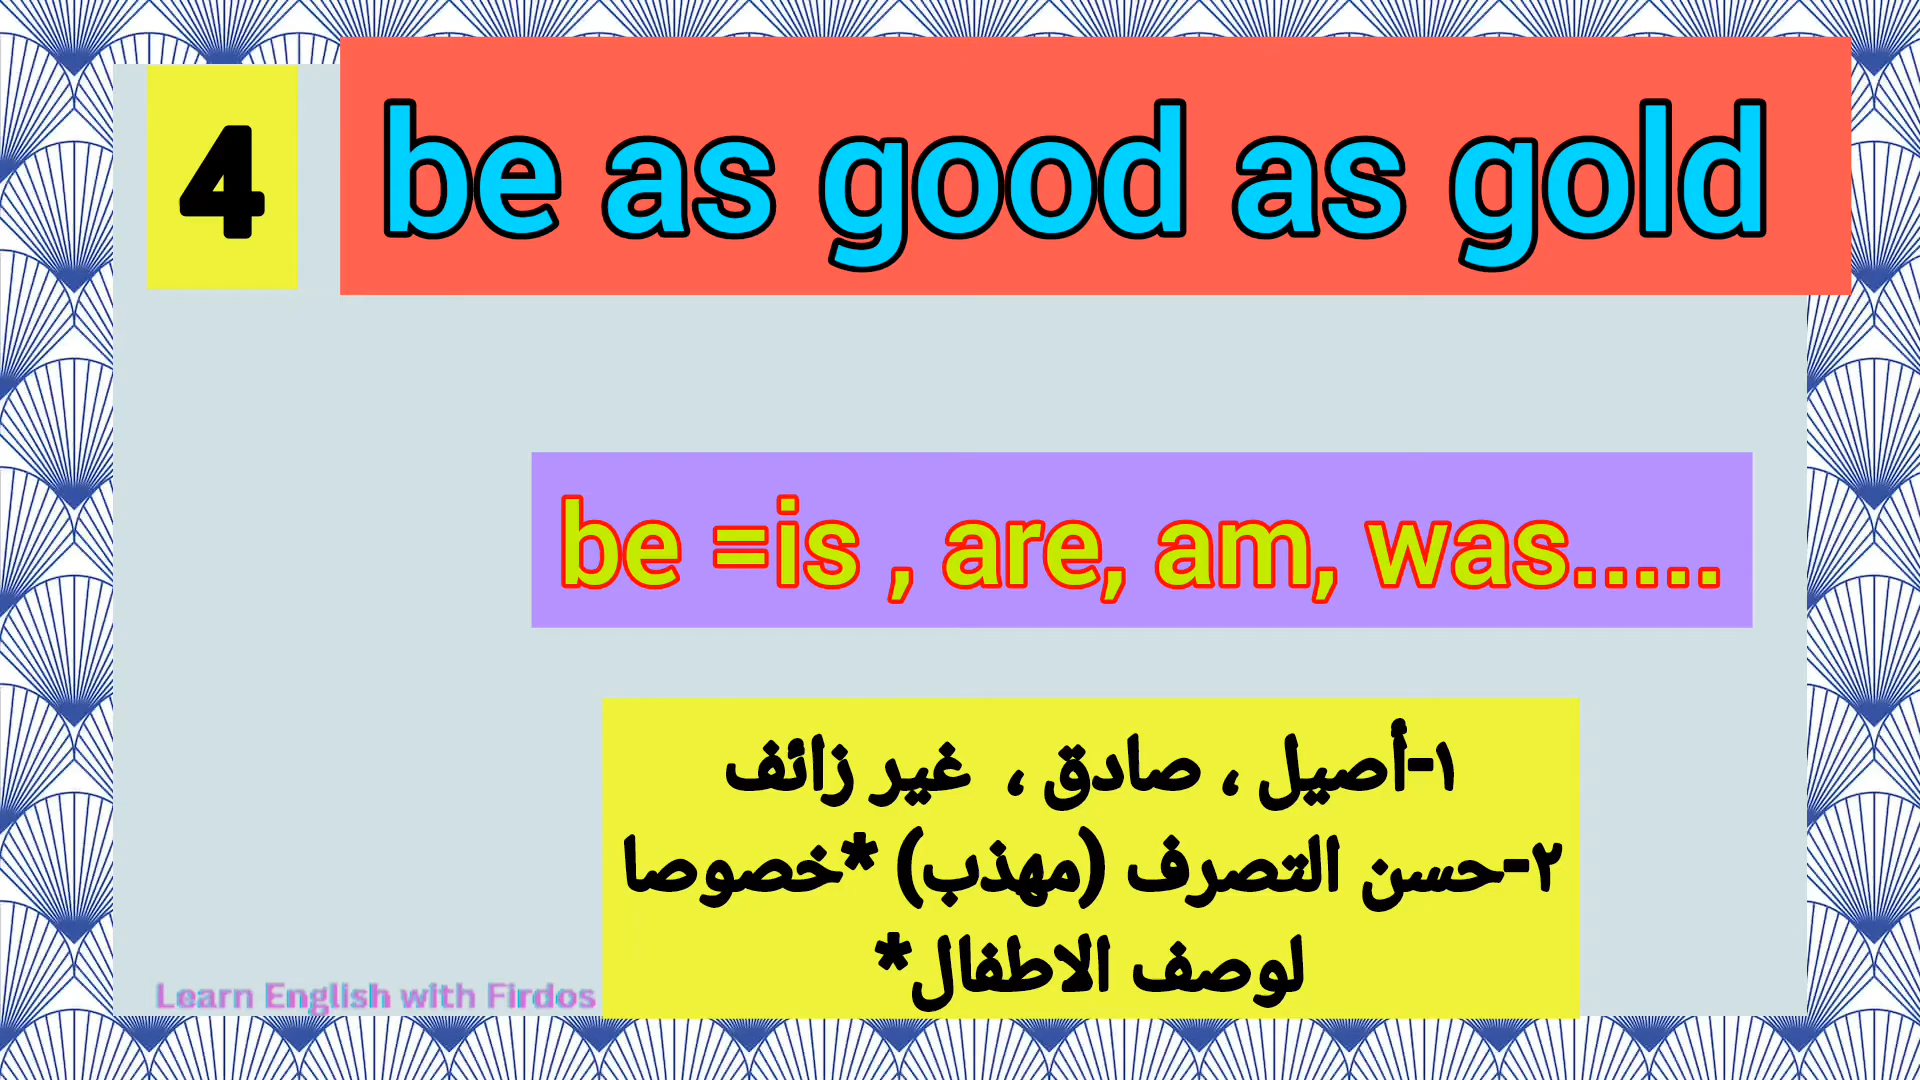 4
be as good as gold
be =is , are, am, was.....
١-أصيل ، صادق ، غير زائف
٢-حسن التصرف (مهذب) *خصوصا
لوصف الاطفال*
Learn English with Firdos